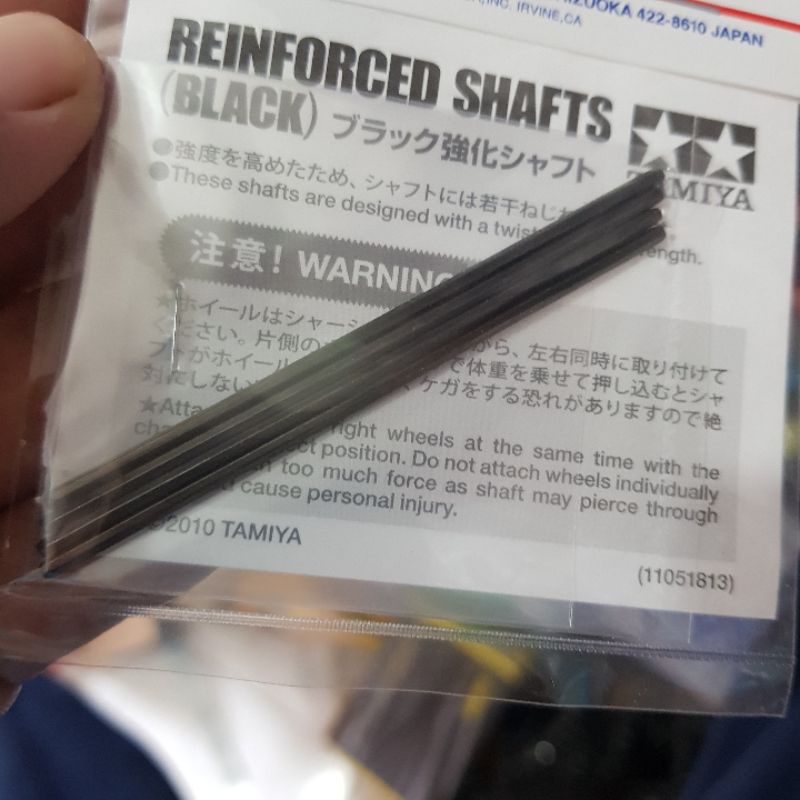 INC. IRVINE,CA
ZUOKA 422-8610 JAPAN
REINFORCED SHAFTS
(BLACK) ブラック強化シャフト
TAMIYA
●強度を高めたため、シャフトには若干ねじ
●These shafts are designed with a twist
注意! WARNING
★ホイールはシャーシ から、左右同時に取り付けて
ください。片側の で体重を乗せて押し込むとシャ
フトがホイール ケガをする恐れがありますので絶
対にしない
★Atta right wheels at the same time with the
position. Do not attach wheels individually
too much force as shaft may pierce through
cause personal injury.
©2010 TAMIYA
(11051813)